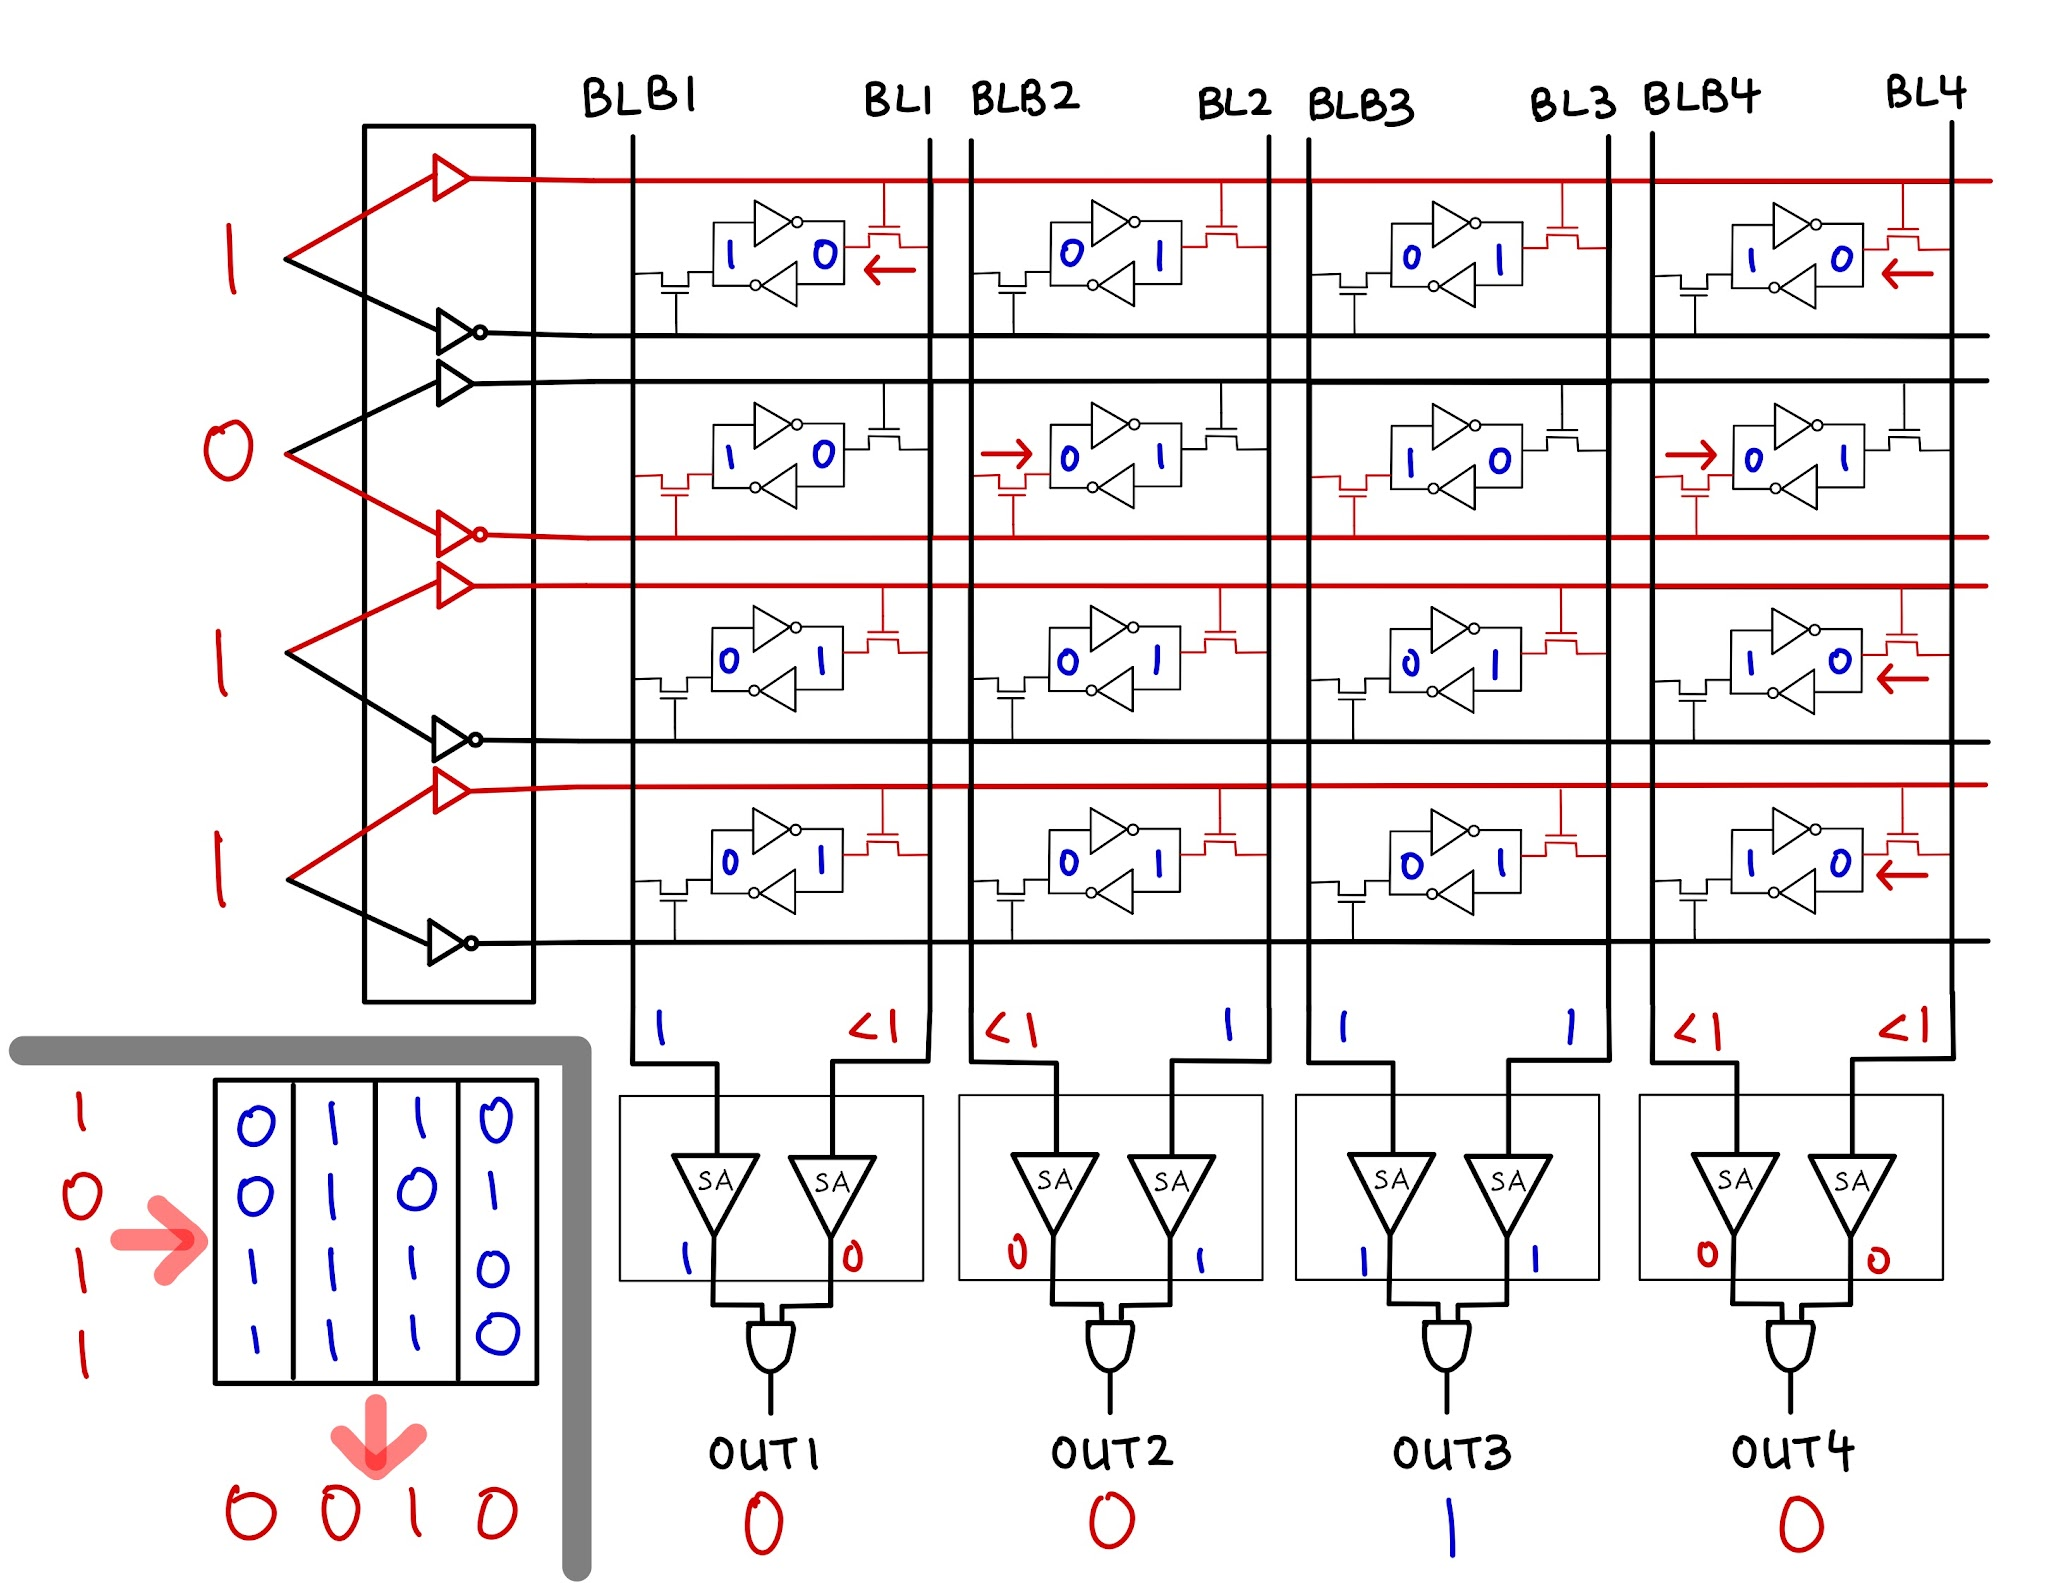 BLB1 BL1 BLB2 BL2 BLB3 BL3 BLB4 BL4
1 1 0 0 1 0 1 1 0
0 1 0 0 1 1 0 0 1
1 0 1 0 1 0 1 1 0
1 0 1 0 1 0 1 1 0
1 <1 <1 1 1 1 <1 <1
SA SA SA SA SA SA SA SA
1 0 0 1 1 1 0 0
OUT1 OUT2 OUT3 OUT4
0 0 1 0
1 0 1 1 0
0 0 1 0 1
1 1 1 1 0
1 1 1 1 0
0 0 1 0